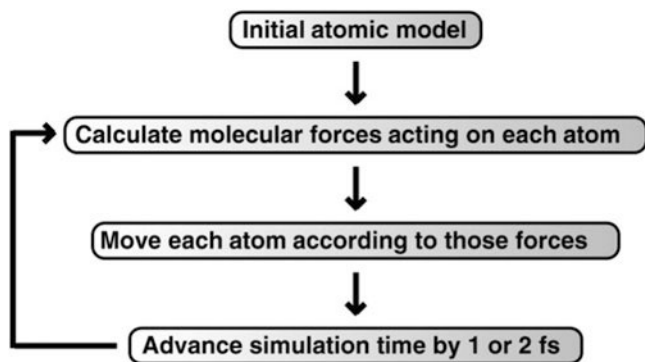 Initial atomic model
Calculate molecular forces acting on each atom
Move each atom according to those forces
Advance simulation time by 1 or 2 fs